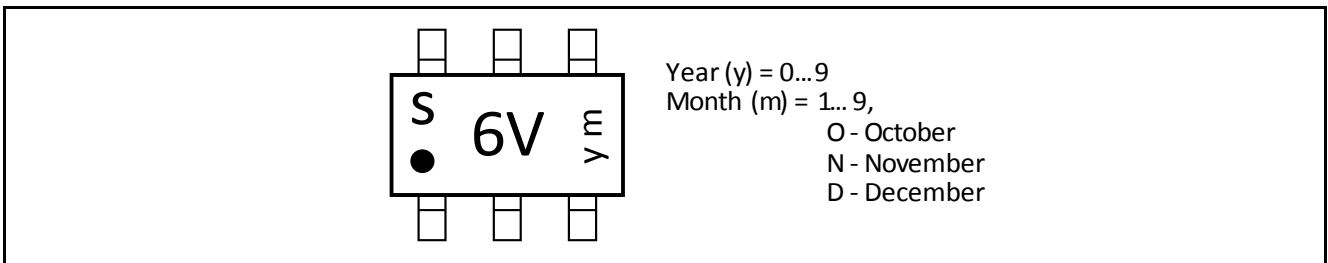 S
6V
y m
Year (y) = 0...9
Month (m) = 1... 9,
O - October
N - November
D - December